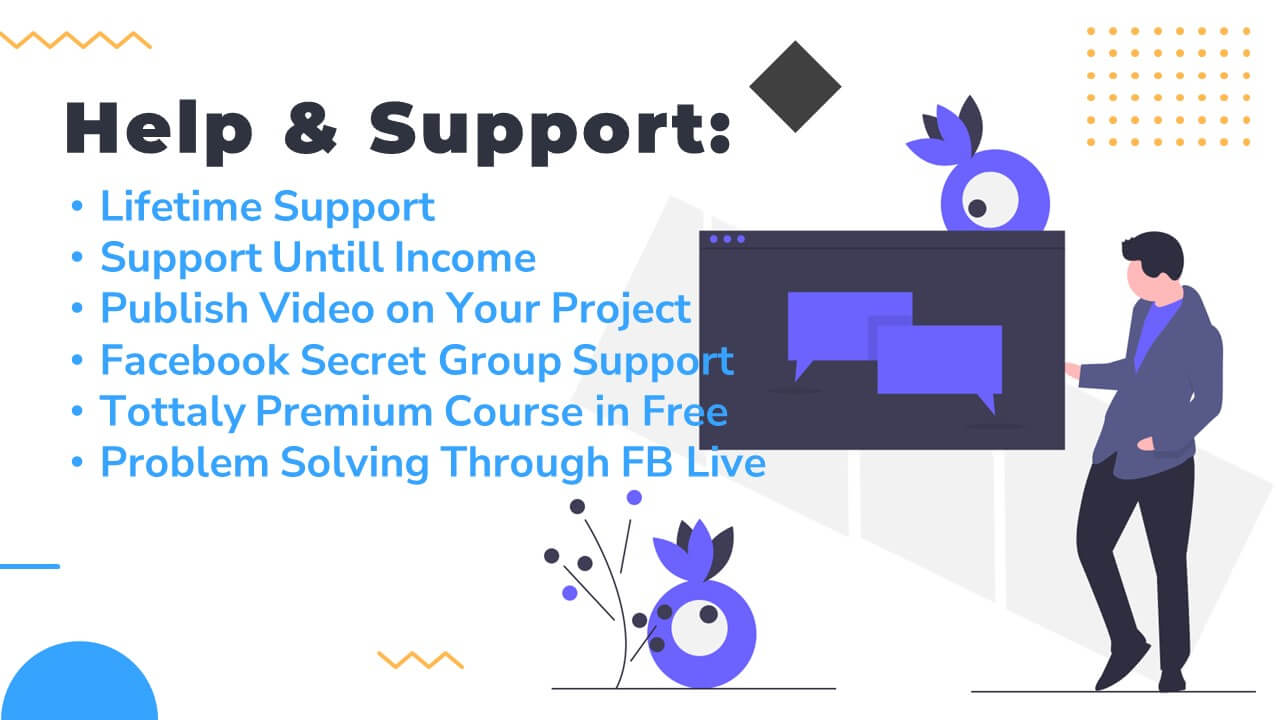 Help & Support:
• Lifetime Support
• Support Untill Income
• Publish Video on Your Project
• Facebook Secret Group Support
• Tottaly Premium Course in Free
• Problem Solving Through FB Live